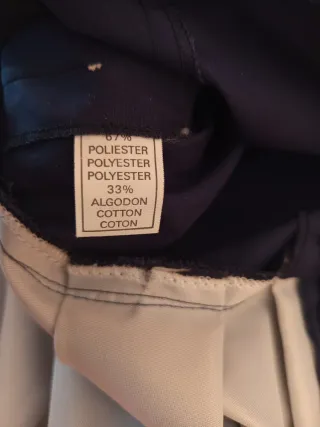 67%
POLIESTER
POLYESTER
POLYESTER
33%
ALGODON
COTTON
COTON